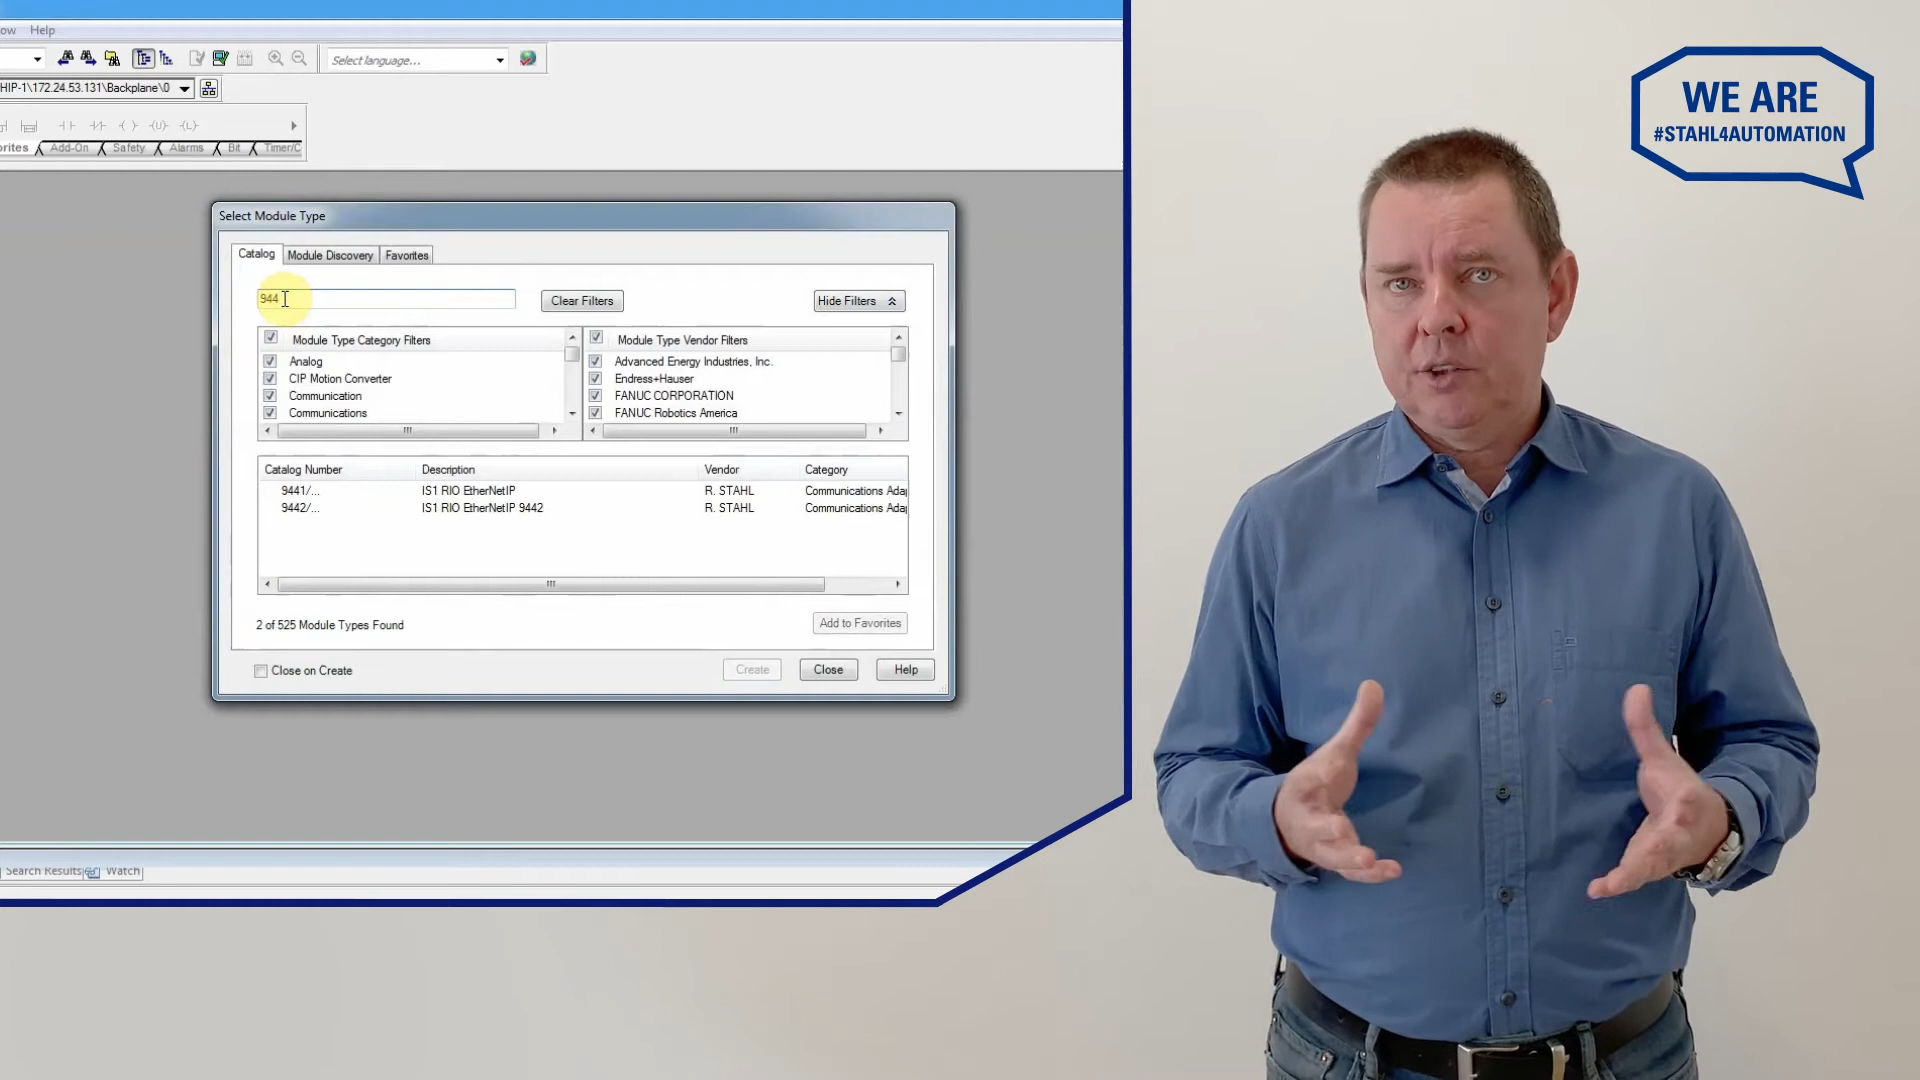 Help
Select language...
HIP-1\172.24.53.131\Backplane\0
orites Add-On Safety Alarms Bit Timer/C
Select Module Type
Catalog Module Discovery Favorites
944 Clear Filters Hide Filters
Module Type Category Filters
Analog
CIP Motion Converter
Communication
Communications
Module Type Vendor Filters
Advanced Energy Industries, Inc.
Endress+Hauser
FANUC CORPORATION
FANUC Robotics America
Catalog Number Description Vendor Category
9441/... IS1 RIO EtherNetIP R. STAHL Communications Ada
9442/... IS1 RIO EtherNetIP 9442 R. STAHL Communications Ada
2 of 525 Module Types Found Add to Favorites
Close on Create Create Close Help
Search Results Watch
WE ARE
#STAHL4AUTOMATION